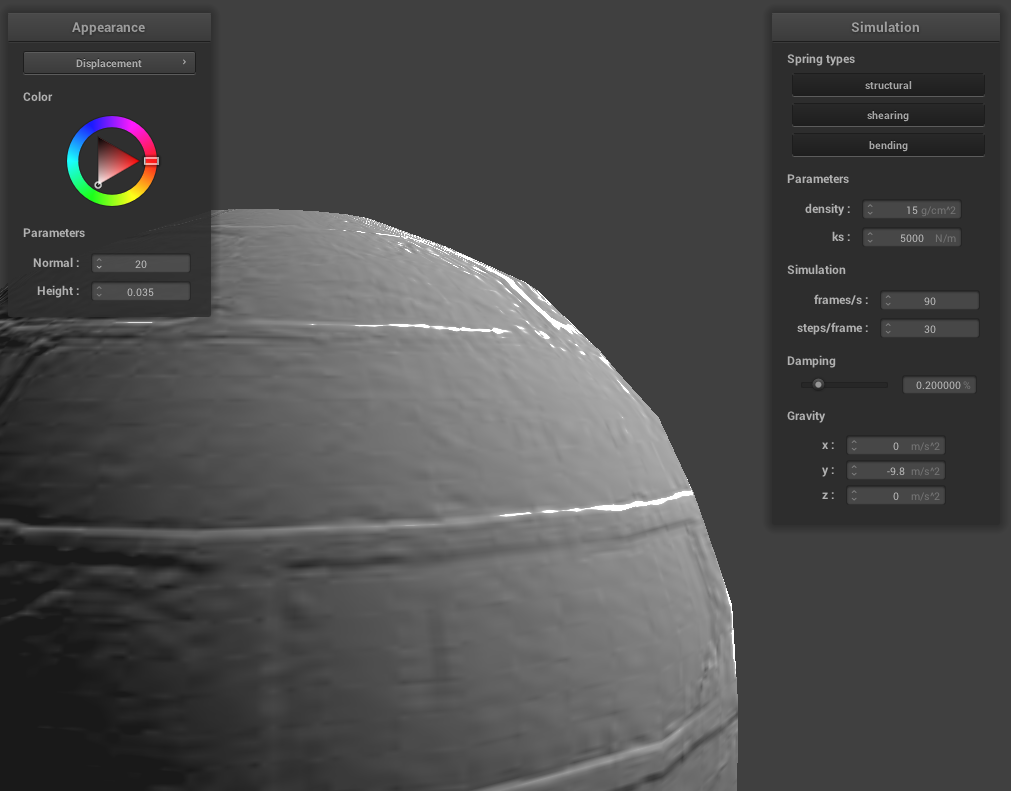 Appearance
Displacement
Color
Parameters
Normal : 20
Height : 0.035
Simulation
Spring types
structural
shearing
bending
Parameters
density : 15 g/cm^2
ks : 5000 N/m
Simulation
frames/s : 90
steps/frame : 30
Damping
0.200000 %
Gravity
x : 0 m/s^2
y : -9.8 m/s^2
z : 0 m/s^2